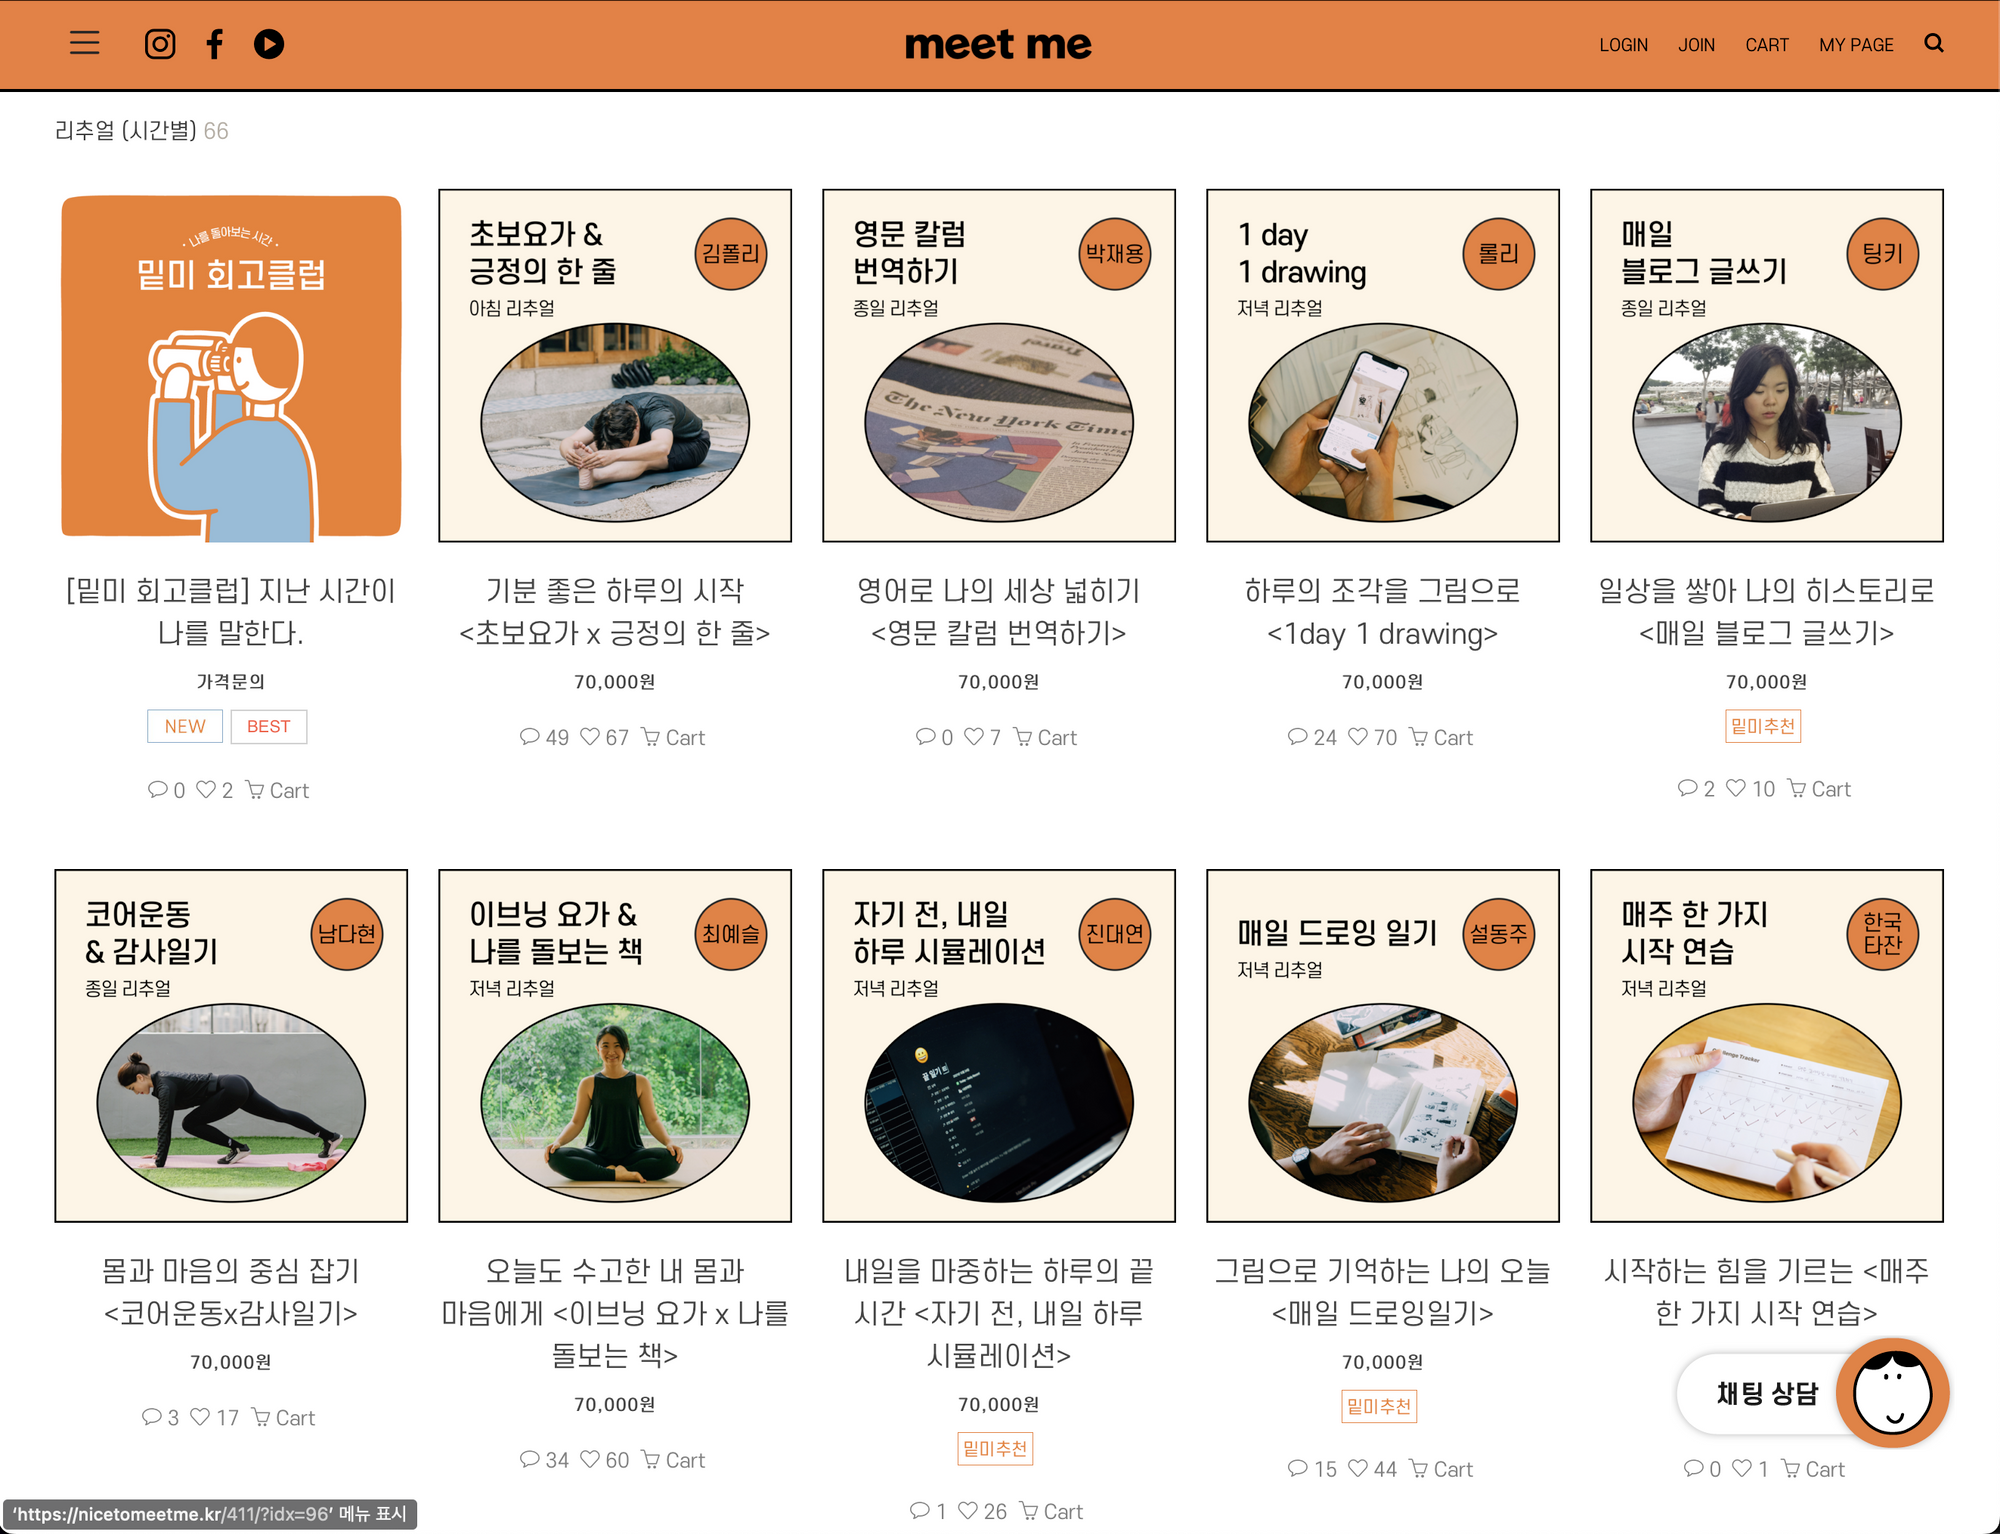 meet me
LOGIN JOIN CART MY PAGE
리추얼 (시간별) 66
· 나를 돌아보는 시간 ·
밑미 회고클럽
초보요가 &
긍정의 한 줄
아침 리추얼
김폴리
영문 칼럼
번역하기
종일 리추얼
박재용
Travel
The New York Time
1 day
1 drawing
저녁 리추얼
롤리
매일
블로그 글쓰기
종일 리추얼
팅키
[밑미 회고클럽] 지난 시간이
나를 말한다.
가격문의
NEW BEST
0 2 Cart
기분 좋은 하루의 시작
<초보요가 x 긍정의 한 줄>
70,000원
49 67 Cart
영어로 나의 세상 넓히기
<영문 칼럼 번역하기>
70,000원
0 7 Cart
하루의 조각을 그림으로
<1day 1 drawing>
70,000원
24 70 Cart
일상을 쌓아 나의 히스토리로
<매일 블로그 글쓰기>
70,000원
밑미추천
2 10 Cart
코어운동
& 감사일기
종일 리추얼
남다현
이브닝 요가 &
나를 돌보는 책
저녁 리추얼
최예슬
자기 전, 내일
하루 시뮬레이션
저녁 리추얼
진대연
매일 드로잉 일기
저녁 리추얼
설동주
매주 한 가지
시작 연습
저녁 리추얼
한국
타잔
몸과 마음의 중심 잡기
<코어운동x감사일기>
70,000원
3 17 Cart
오늘도 수고한 내 몸과
마음에게 <이브닝 요가 x 나를
돌보는 책>
70,000원
34 60 Cart
내일을 마중하는 하루의 끝
시간 <자기 전, 내일 하루
시뮬레이션>
70,000원
밑미추천
1 26 Cart
그림으로 기억하는 나의 오늘
<매일 드로잉일기>
70,000원
밑미추천
15 44 Cart
시작하는 힘을 기르는 <매주
한 가지 시작 연습>
채팅 상담
0 1 Cart
‘https://nicetomeetme.kr/411/?idx=96’ 메뉴 표시